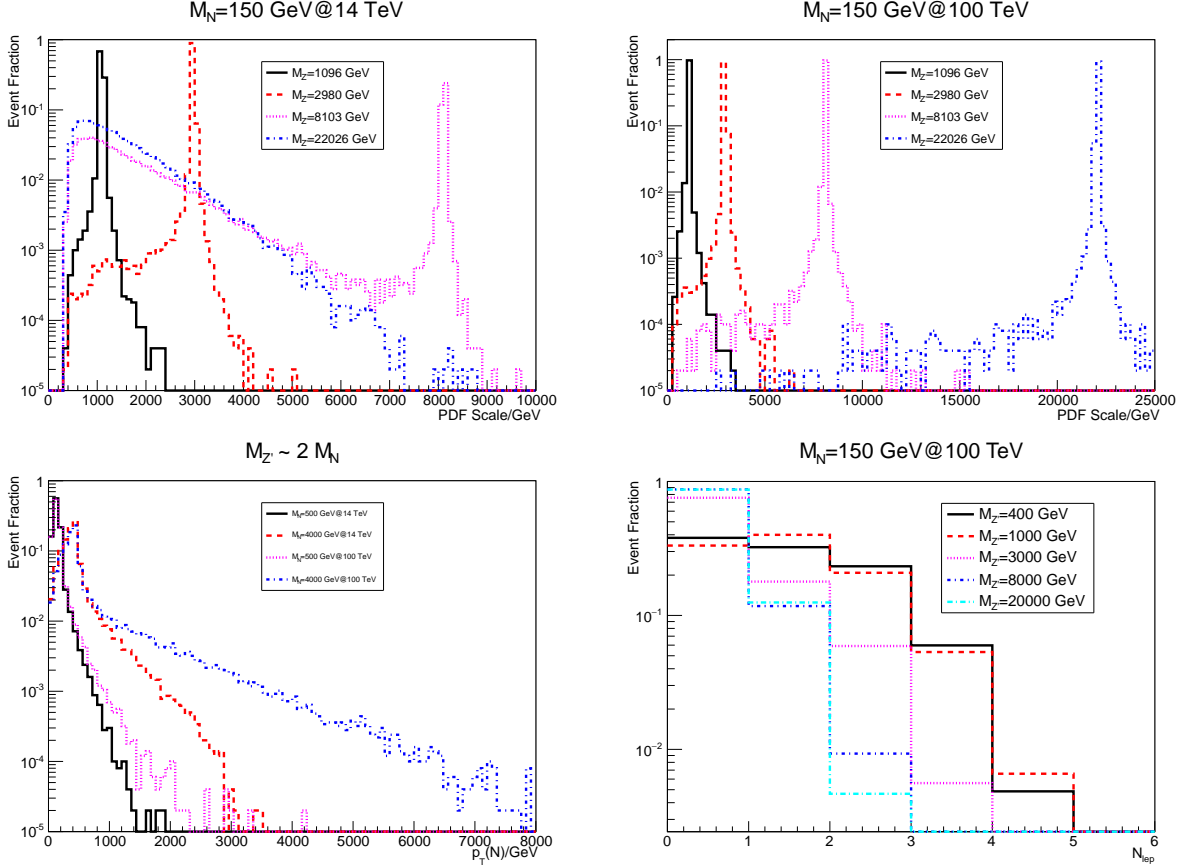 M_N=150 GeV@14 TeV
Event Fraction
1
10^-1
10^-2
10^-3
10^-4
10^-5
M_Z'=1096 GeV
M_Z'=2980 GeV
M_Z'=8103 GeV
M_Z'=22026 GeV
0 1000 2000 3000 4000 5000 6000 7000 8000 9000 10000
PDF Scale/GeV
M_N=150 GeV@100 TeV
Event Fraction
1
10^-1
10^-2
10^-3
10^-4
10^-5
M_Z'=1096 GeV
M_Z'=2980 GeV
M_Z'=8103 GeV
M_Z'=22026 GeV
0 5000 10000 15000 20000 25000
PDF Scale/GeV
M_Z' ~ 2 M_N
Event Fraction
1
10^-1
10^-2
10^-3
10^-4
10^-5
M_N=500 GeV@14 TeV
M_N=4000 GeV@14 TeV
M_N=500 GeV@100 TeV
M_N=4000 GeV@100 TeV
0 1000 2000 3000 4000 5000 6000 7000 8000
p_T(N)/GeV
M_N=150 GeV@100 TeV
Event Fraction
1
10^-1
10^-2
M_Z'=400 GeV
M_Z'=1000 GeV
M_Z'=3000 GeV
M_Z'=8000 GeV
M_Z'=20000 GeV
0 1 2 3 4 5 6
N_lep